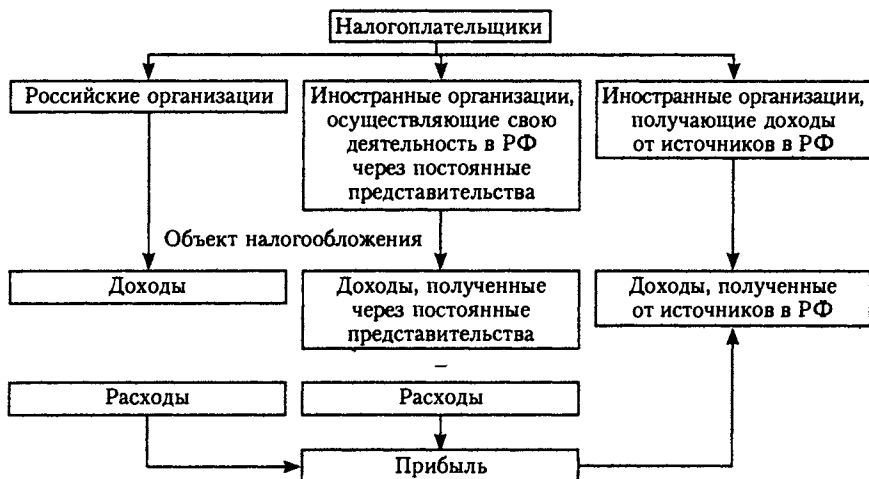 Налогоплательщики
Российские организации
Иностранные организации,
осуществляющие свою
деятельность в РФ
через постоянные
представительства
Иностранные организации,
получающие доходы
от источников в РФ
Объект налогообложения
Доходы
Доходы, полученные
через постоянные
представительства
Доходы, полученные
от источников в РФ
–
Расходы
Расходы
Прибыль